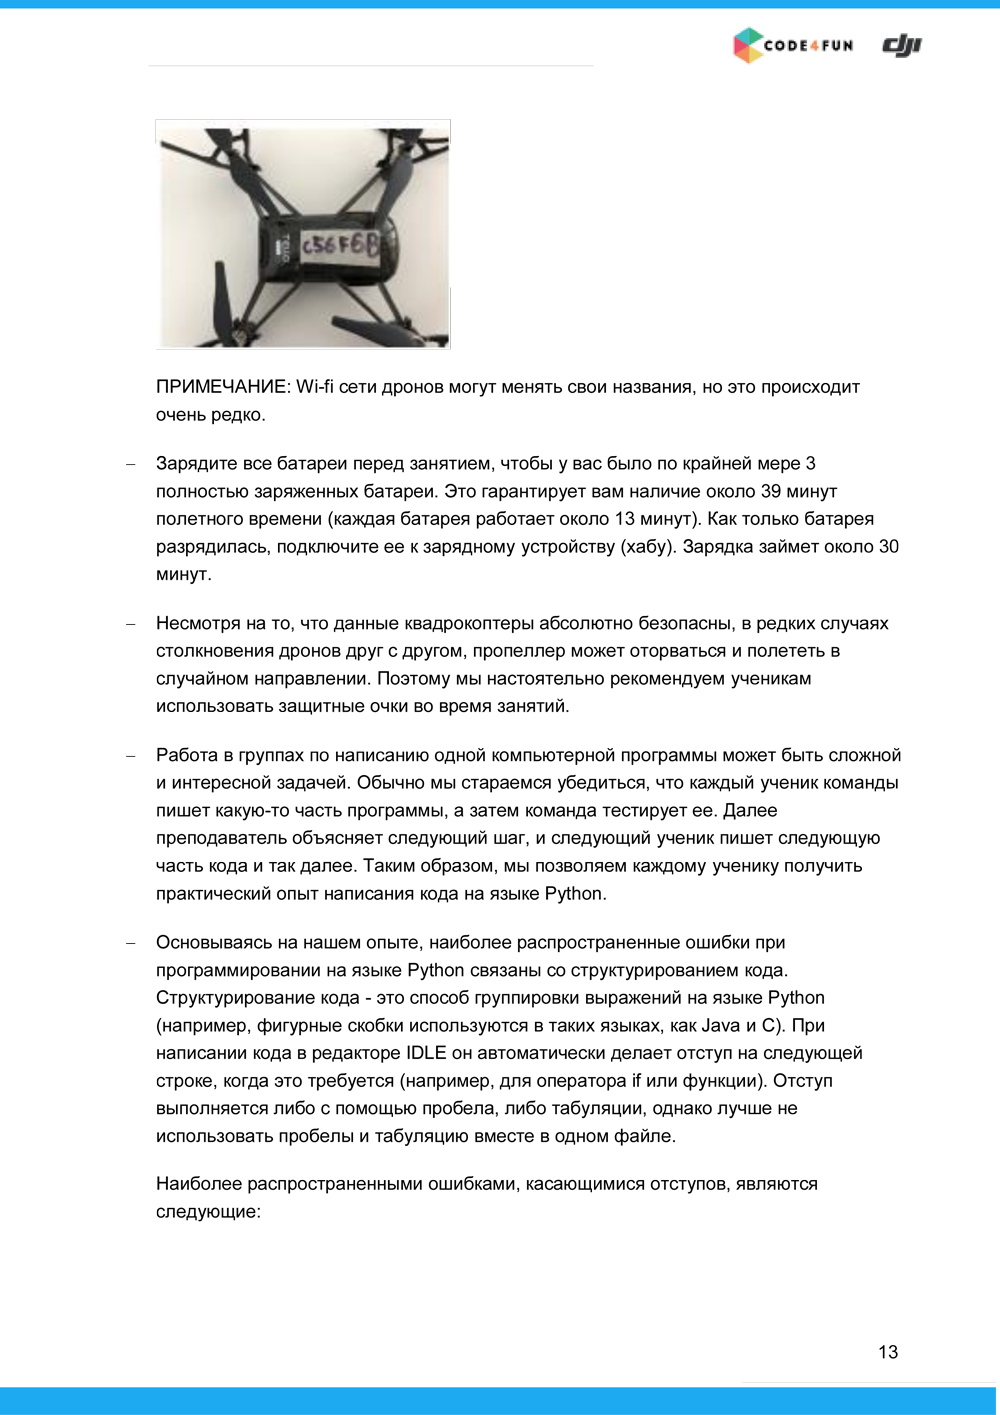 CODE4FUN dji
TELLO
c56F6B
ПРИМЕЧАНИЕ: Wi-fi сети дронов могут менять свои названия, но это происходит
очень редко.
– Зарядите все батареи перед занятием, чтобы у вас было по крайней мере 3
полностью заряженных батареи. Это гарантирует вам наличие около 39 минут
полетного времени (каждая батарея работает около 13 минут). Как только батарея
разрядилась, подключите ее к зарядному устройству (хабу). Зарядка займет около 30
минут.
– Несмотря на то, что данные квадрокоптеры абсолютно безопасны, в редких случаях
столкновения дронов друг с другом, пропеллер может оторваться и полететь в
случайном направлении. Поэтому мы настоятельно рекомендуем ученикам
использовать защитные очки во время занятий.
– Работа в группах по написанию одной компьютерной программы может быть сложной
и интересной задачей. Обычно мы стараемся убедиться, что каждый ученик команды
пишет какую-то часть программы, а затем команда тестирует ее. Далее
преподаватель объясняет следующий шаг, и следующий ученик пишет следующую
часть кода и так далее. Таким образом, мы позволяем каждому ученику получить
практический опыт написания кода на языке Python.
– Основываясь на нашем опыте, наиболее распространенные ошибки при
программировании на языке Python связаны со структурированием кода.
Структурирование кода - это способ группировки выражений на языке Python
(например, фигурные скобки используются в таких языках, как Java и C). При
написании кода в редакторе IDLE он автоматически делает отступ на следующей
строке, когда это требуется (например, для оператора if или функции). Отступ
выполняется либо с помощью пробела, либо табуляции, однако лучше не
использовать пробелы и табуляцию вместе в одном файле.
Наиболее распространенными ошибками, касающимися отступов, являются
следующие:
13